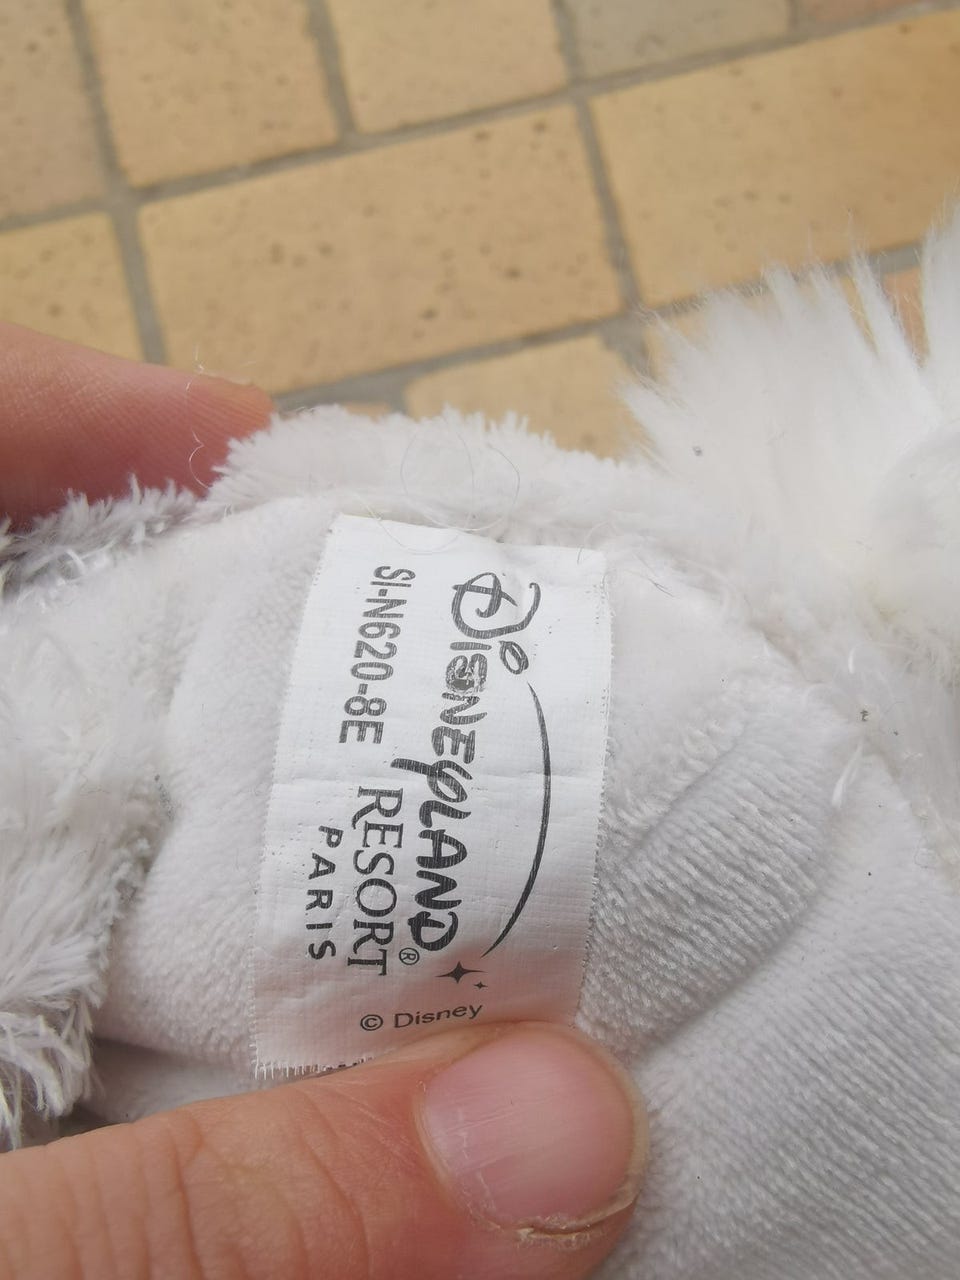 Disneyland®
RESORT
PARIS
SI-N620-8E
© Disney